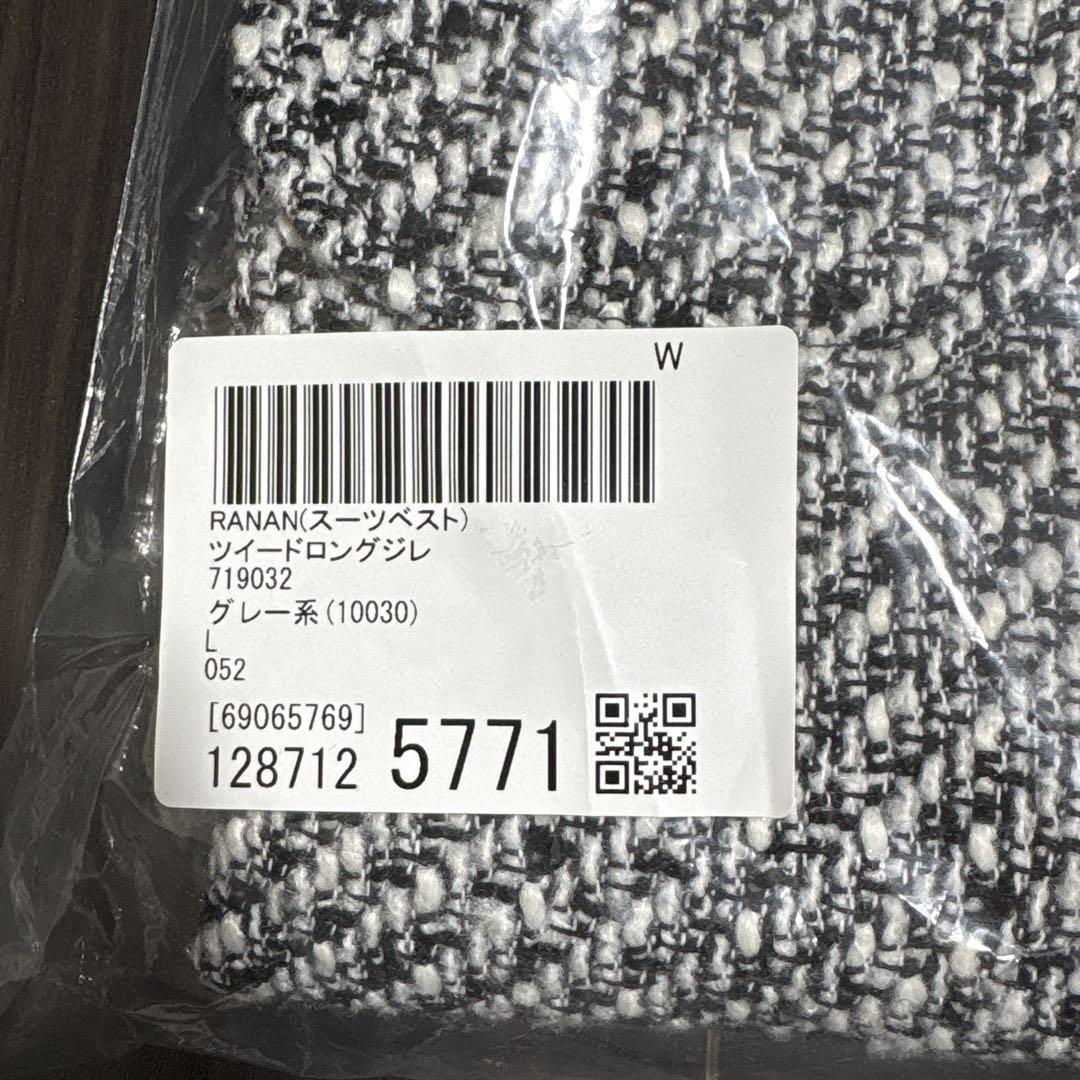 W
RANAN(スーツベスト)
ツイードロングジレ
719032
グレー系(10030)
L
052
[69065769]
128712 5771